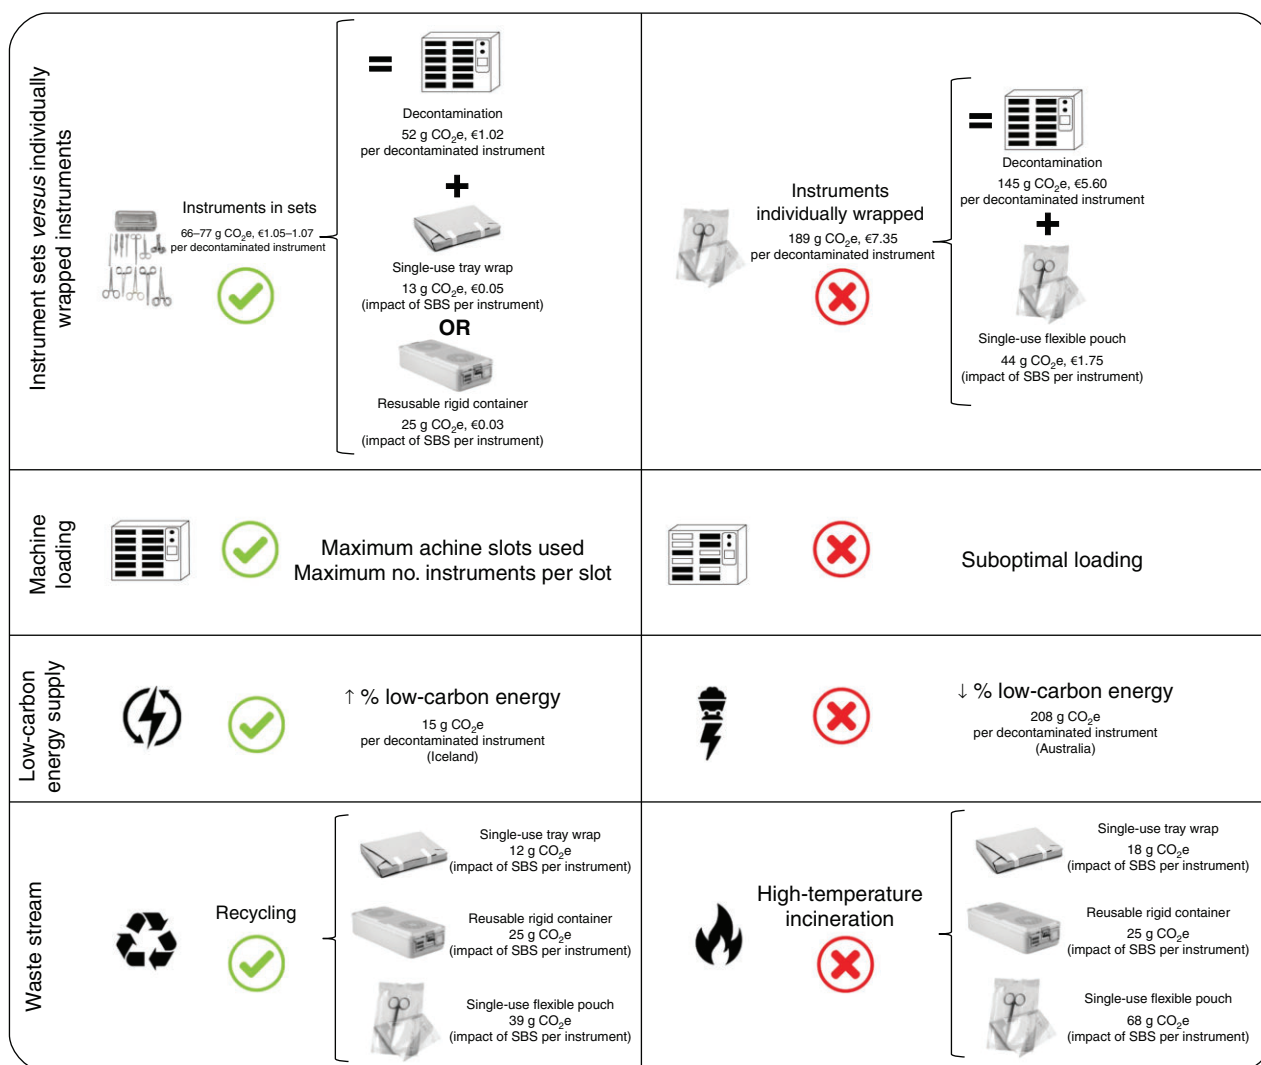 Instrument sets versus individually
wrapped instruments
Instruments in sets
66–77 g CO₂e, €1.05–1.07
per decontaminated instrument
=
Decontamination
52 g CO₂e, €1.02
per decontaminated instrument
+
Single-use tray wrap
13 g CO₂e, €0.05
(impact of SBS per instrument)
OR
Resusable rigid container
25 g CO₂e, €0.03
(impact of SBS per instrument)
Instruments
individually wrapped
189 g CO₂e, €7.35
per decontaminated instrument
=
Decontamination
145 g CO₂e, €5.60
per decontaminated instrument
+
Single-use flexible pouch
44 g CO₂e, €1.75
(impact of SBS per instrument)
Machine
loading
Maximum achine slots used
Maximum no. instruments per slot
Suboptimal loading
Low-carbon
energy supply
↑ % low-carbon energy
15 g CO₂e
per decontaminated instrument
(Iceland)
↓ % low-carbon energy
208 g CO₂e
per decontaminated instrument
(Australia)
Waste stream
Recycling
Single-use tray wrap
12 g CO₂e
(impact of SBS per instrument)
Reusable rigid container
25 g CO₂e
(impact of SBS per instrument)
Single-use flexible pouch
39 g CO₂e
(impact of SBS per instrument)
High-temperature
incineration
Single-use tray wrap
18 g CO₂e
(impact of SBS per instrument)
Reusable rigid container
25 g CO₂e
(impact of SBS per instrument)
Single-use flexible pouch
68 g CO₂e
(impact of SBS per instrument)